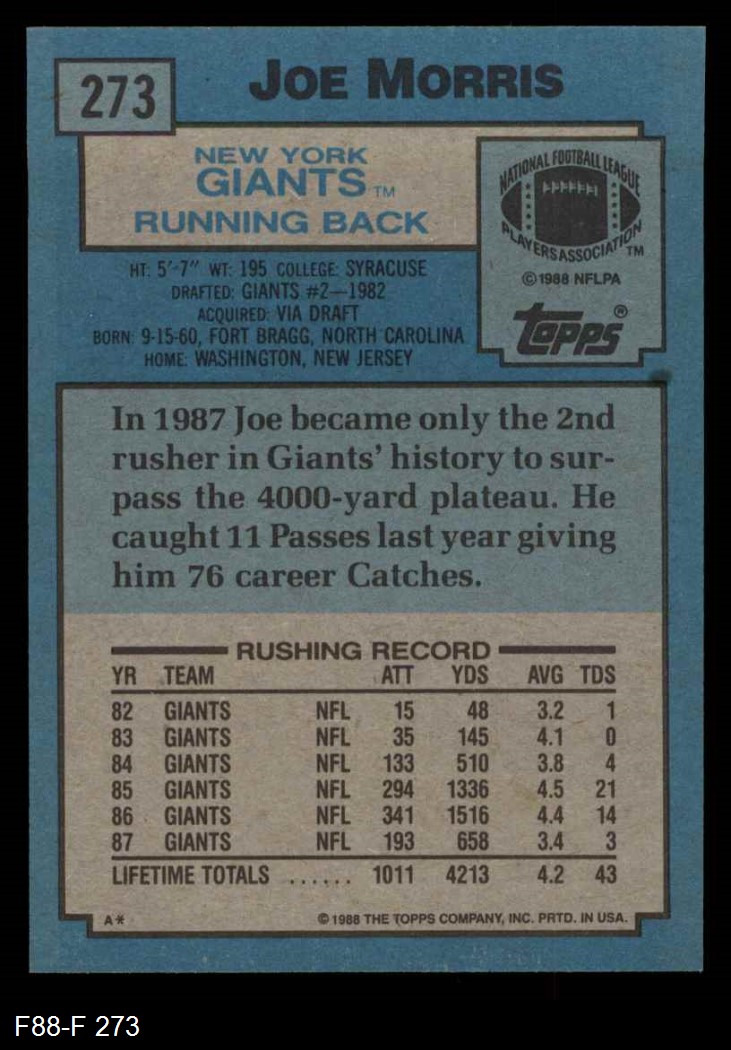 273
JOE MORRIS
NEW YORK
GIANTS TM
RUNNING BACK
NATIONAL FOOTBALL LEAGUE
PLAYERS ASSOCIATION TM
© 1988 NFLPA
topps®
HT: 5'-7" WT: 195 COLLEGE: SYRACUSE
DRAFTED: GIANTS #2—1982
ACQUIRED: VIA DRAFT
BORN: 9-15-60, FORT BRAGG, NORTH CAROLINA
HOME: WASHINGTON, NEW JERSEY
In 1987 Joe became only the 2nd
rusher in Giants' history to sur-
pass the 4000-yard plateau. He
caught 11 Passes last year giving
him 76 career Catches.
RUSHING RECORD
YR TEAM ATT YDS AVG TDS
82 GIANTS NFL 15 48 3.2 1
83 GIANTS NFL 35 145 4.1 0
84 GIANTS NFL 133 510 3.8 4
85 GIANTS NFL 294 1336 4.5 21
86 GIANTS NFL 341 1516 4.4 14
87 GIANTS NFL 193 658 3.4 3
LIFETIME TOTALS ...... 1011 4213 4.2 43
A* © 1988 THE TOPPS COMPANY, INC. PRTD. IN USA.
F88-F 273